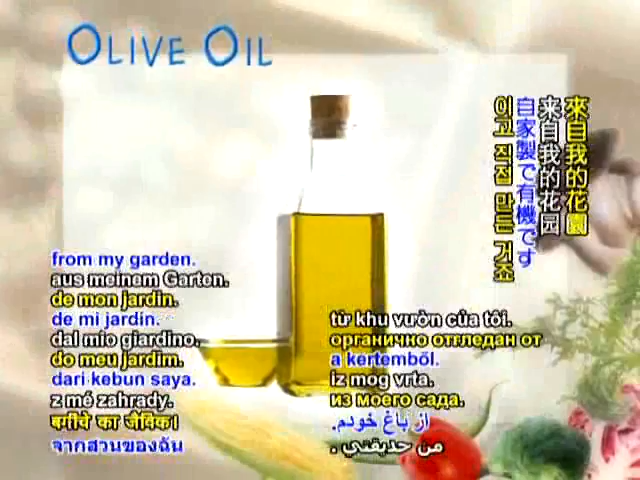 OLIVE OIL
來自我的花園
来自我的花园
自家製で有機です
이고 직접 만든 거죠
from my garden.
aus meinem Garten.
de mon jardin.
de mi jardín.
dal mio giardino.
do meu jardim.
dari kebun saya.
z mé zahrady.
बगीचे का जैविक।
จากสวนของฉัน
từ khu vườn của tôi.
органично отгледан от
a kertemből.
iz mog vrta.
из моего сада.
از باغ خودم.
من حديقتي .